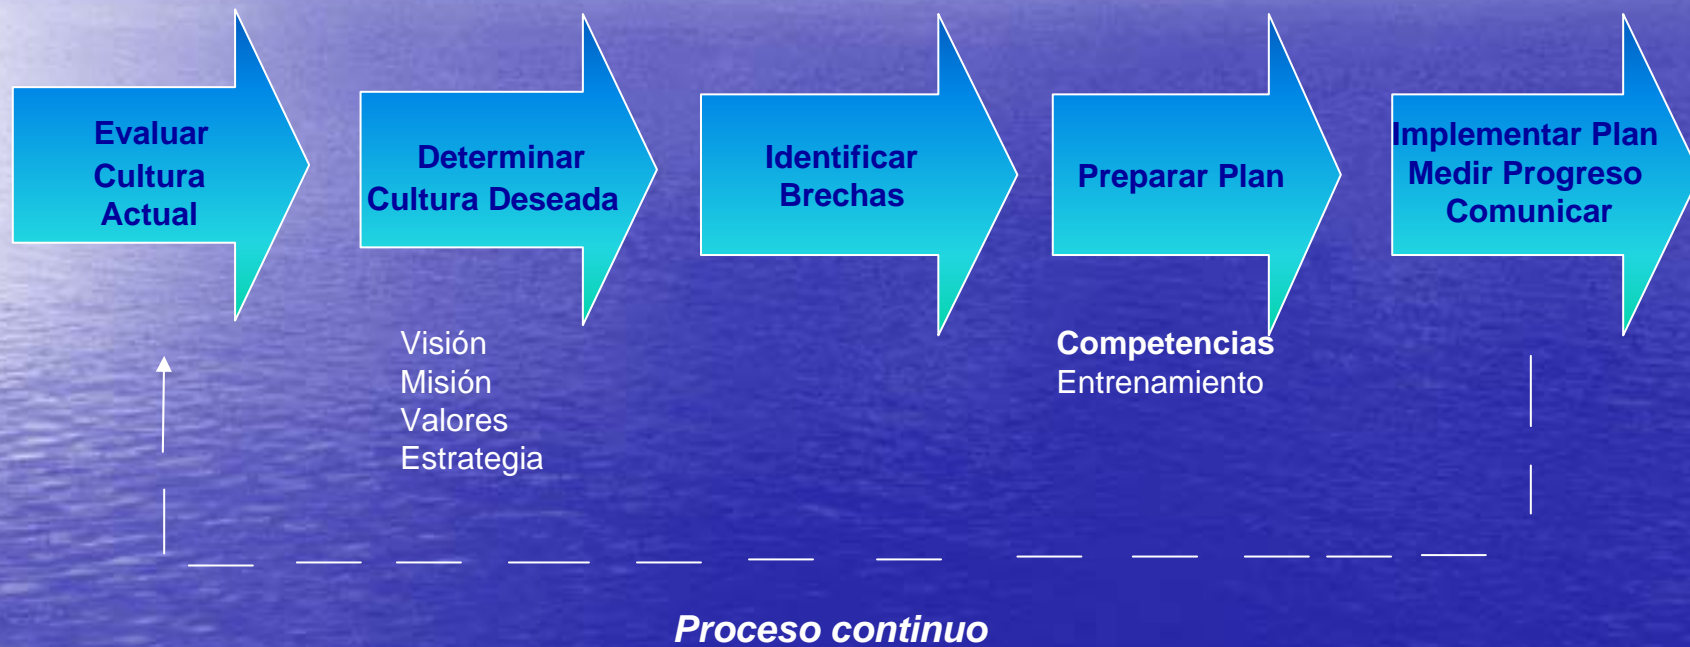 Evaluar
Cultura
Actual
Determinar
Cultura Deseada
Identificar
Brechas
Preparar Plan
Implementar Plan
Medir Progreso
Comunicar
Visión
Misión
Valores
Estrategia
Competencias
Entrenamiento
Proceso continuo